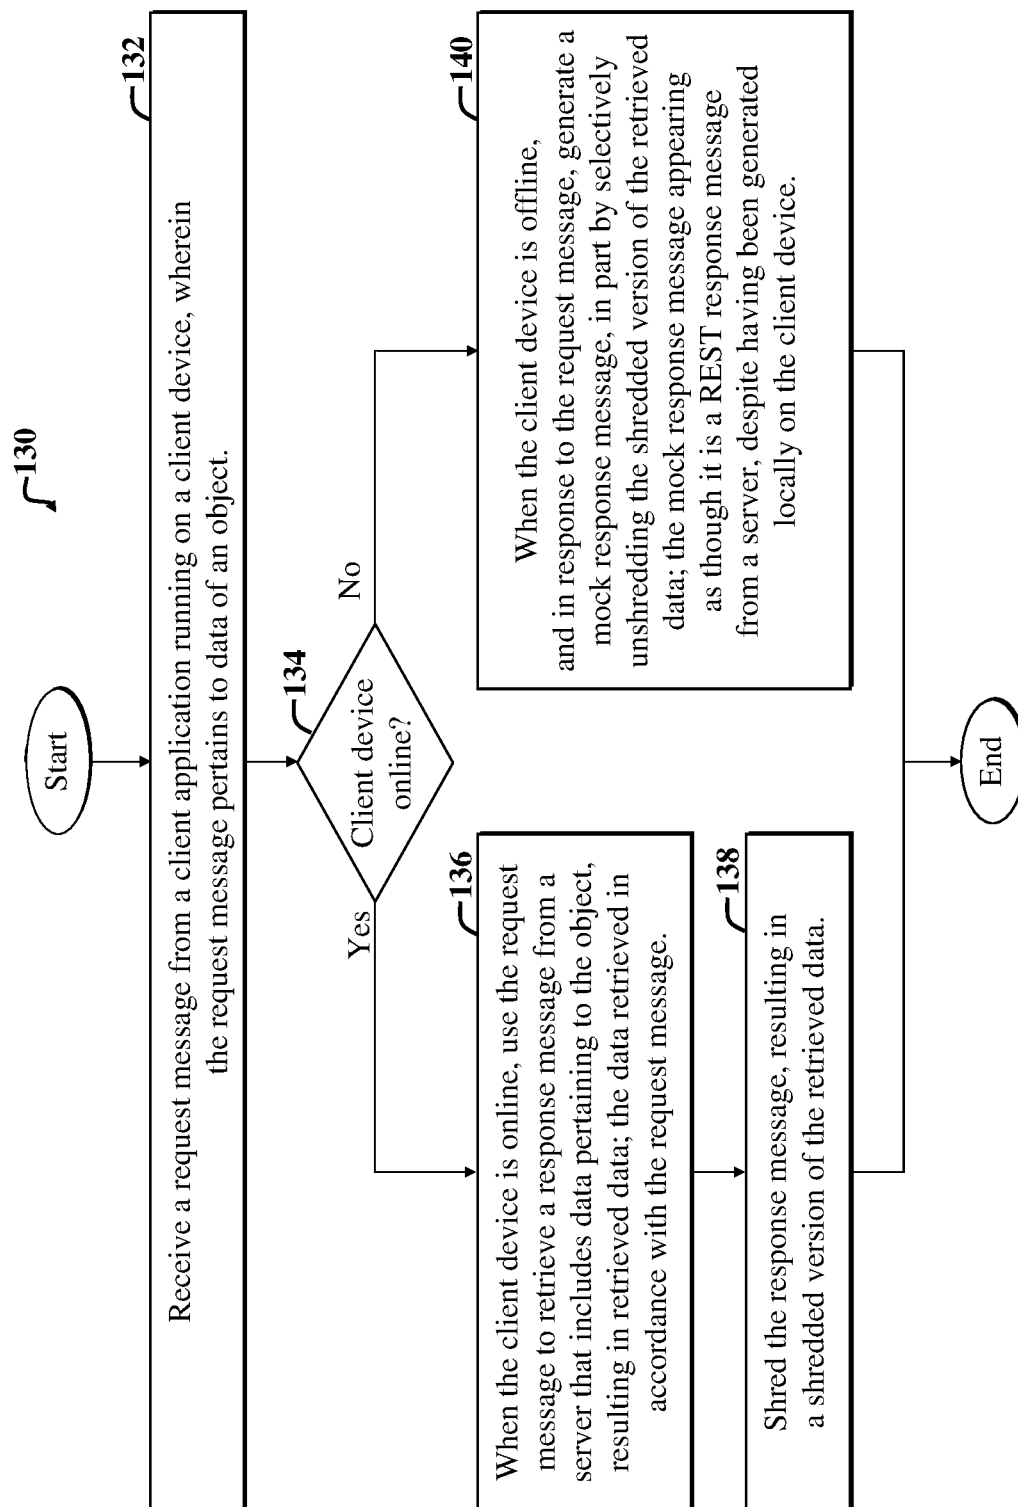 130
Start
132
Receive a request message from a client application running on a client device, wherein
the request message pertains to data of an object.
134
Client device
online?
Yes
No
136
When the client device is online, use the request
message to retrieve a response message from a
server that includes data pertaining to the object,
resulting in retrieved data; the data retrieved in
accordance with the request message.
138
Shred the response message, resulting in
a shredded version of the retrieved data.
140
When the client device is offline,
and in response to the request message, generate a
mock response message, in part by selectively
unshredding the shredded version of the retrieved
data; the mock response message appearing
as though it is a REST response message
from a server, despite having been generated
locally on the client device.
End